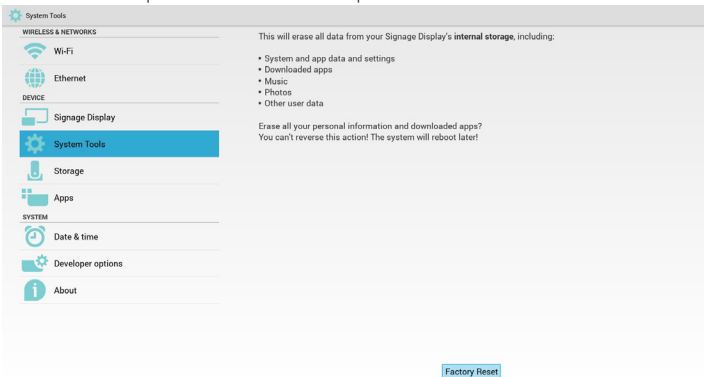 System Tools
WIRELESS & NETWORKS
Wi-Fi
Ethernet
DEVICE
Signage Display
System Tools
Storage
Apps
SYSTEM
Date & time
Developer options
About
This will erase all data from your Signage Display's internal storage, including:
• System and app data and settings
• Downloaded apps
• Music
• Photos
• Other user data
Erase all your personal information and downloaded apps?
You can't reverse this action! The system will reboot later!
Factory Reset